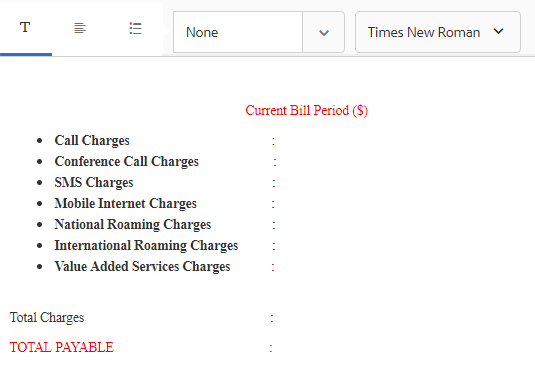 T None Times New Roman
Current Bill Period ($)
• Call Charges :
• Conference Call Charges :
• SMS Charges :
• Mobile Internet Charges :
• National Roaming Charges :
• International Roaming Charges :
• Value Added Services Charges :
Total Charges :
TOTAL PAYABLE :